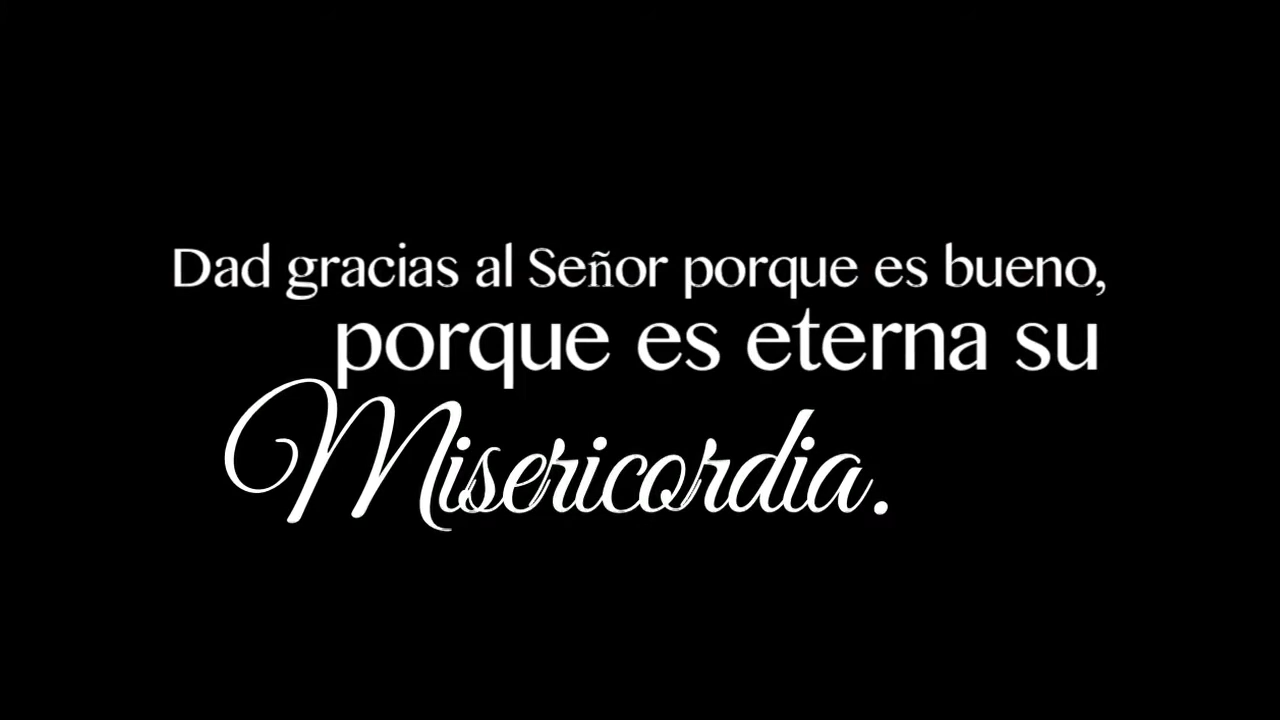 Dad gracias al Señor porque es bueno,
porque es eterna su
Misericordia.